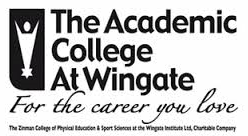 The Academic
College
At Wingate
For the career you love
The Zinman College of Physical Education & Sport Sciences at the Wingate Institute Ltd, Charitable Company